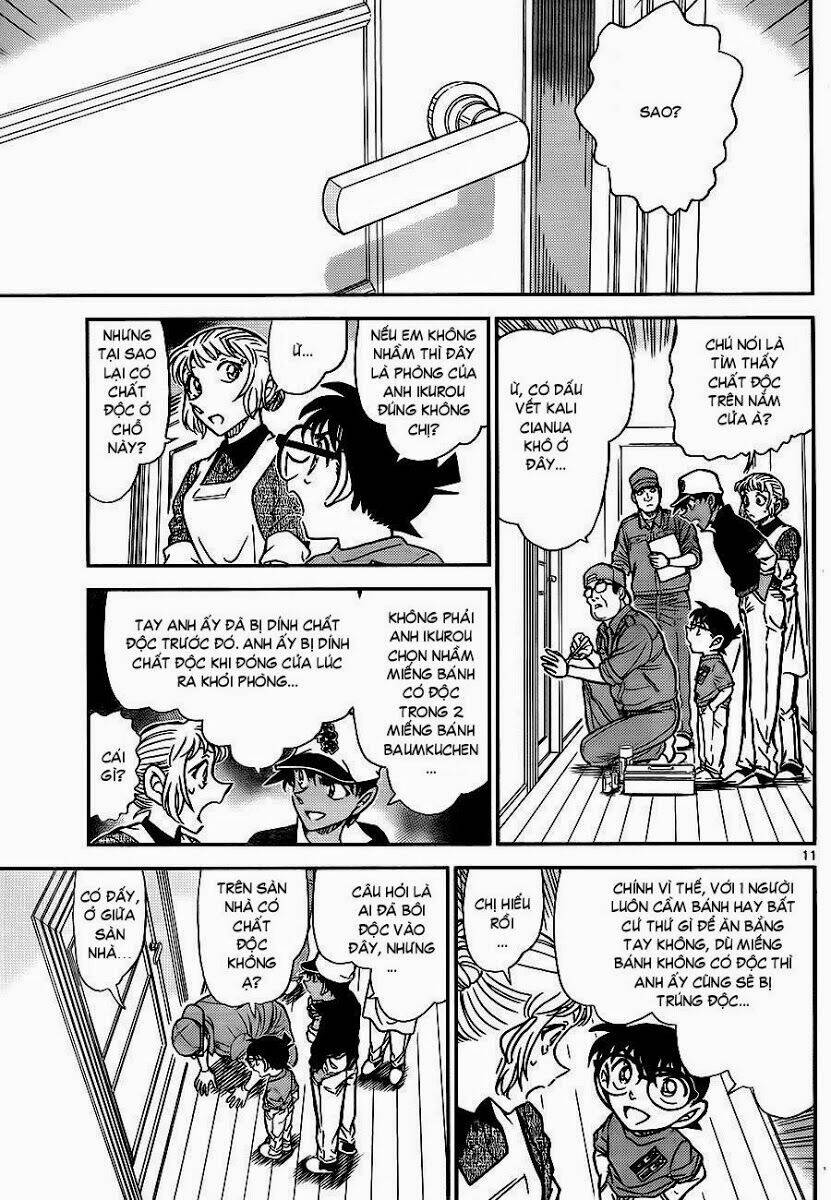 SAO?
CHÚ NÓI LÀ
TÌM THẤY
CHẤT ĐỘC
TRÊN NẮM
CỬA À?
Ừ, CÓ DẤU
VẾT KALI
CIANUA
KHÔ Ở
ĐÂY...
NẾU EM KHÔNG
NHẦM THÌ ĐÂY
LÀ PHÒNG CỦA
ANH IKUROU
ĐÚNG KHÔNG
CHỊ?
Ừ...
NHƯNG
TẠI SAO
LẠI CÓ
CHẤT
ĐỘC Ở
CHỖ
NÀY?
KHÔNG PHẢI
ANH IKUROU
CHỌN NHẦM
MIẾNG BÁNH
CÓ ĐỘC
TRONG 2
MIẾNG BÁNH
BAUMKUCHEN
...
TAY ANH ẤY ĐÃ BỊ DÍNH CHẤT
ĐỘC TRƯỚC ĐÓ. ANH ẤY BỊ DÍNH
CHẤT ĐỘC KHI ĐÓNG CỬA LÚC
RA KHỎI PHÒNG...
CÁI
GÌ?
11
CHÍNH VÌ THẾ, VỚI 1 NGƯỜI
LUÔN CẦM BÁNH HAY BẤT
CỨ THỨ GÌ ĐỂ ĂN BẰNG
TAY KHÔNG, DÙ MIẾNG
BÁNH KHÔNG CÓ ĐỘC THÌ
ANH ẤY CŨNG SẼ BỊ
TRÚNG ĐỘC...
CHỊ HIỂU
RỒI
...
CÂU HỎI LÀ
AI ĐÃ BÔI
ĐỘC VÀO
ĐÂY, NHƯNG
...
TRÊN SÀN
NHÀ CÓ
CHẤT
ĐỘC
KHÔNG
Ạ?
CÓ ĐẤY,
Ở GIỮA
SÀN
NHÀ...